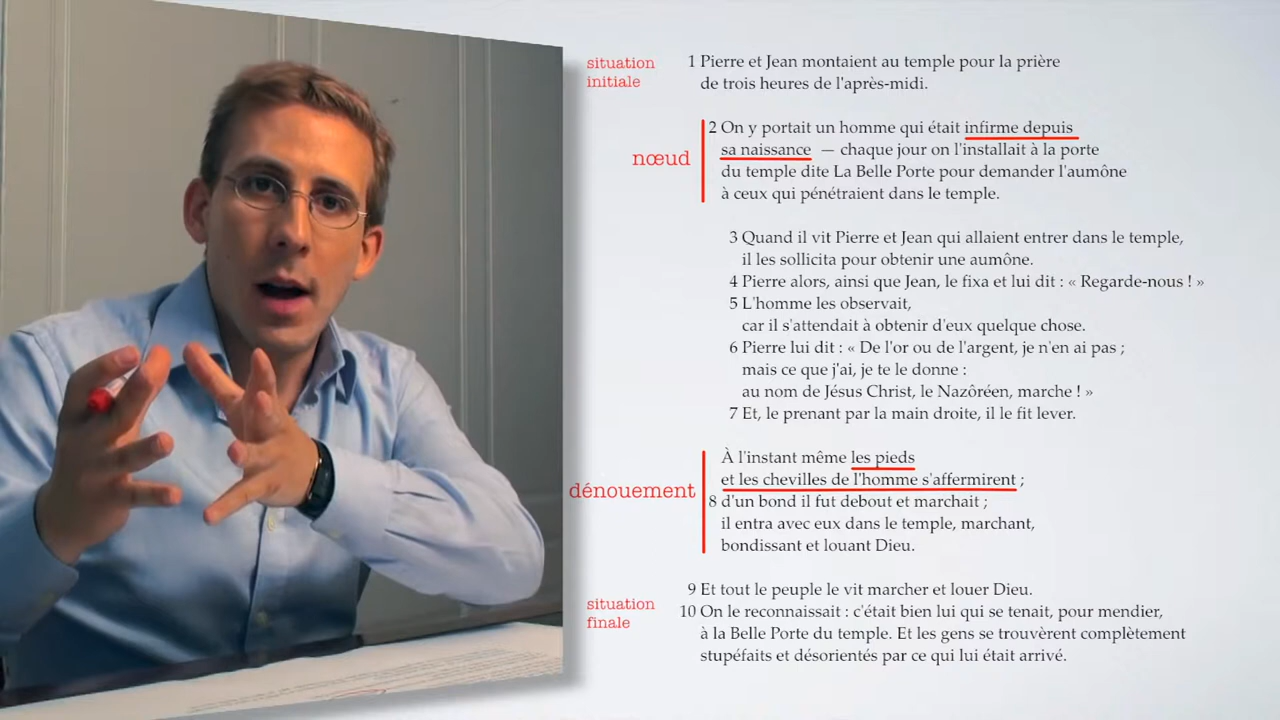 situation
initiale
1 Pierre et Jean montaient au temple pour la prière
de trois heures de l'après-midi.
nœud
2 On y portait un homme qui était infirme depuis
sa naissance — chaque jour on l'installait à la porte
du temple dite La Belle Porte pour demander l'aumône
à ceux qui pénétraient dans le temple.
3 Quand il vit Pierre et Jean qui allaient entrer dans le temple,
il les sollicita pour obtenir une aumône.
4 Pierre alors, ainsi que Jean, le fixa et lui dit : « Regarde-nous ! »
5 L'homme les observait,
car il s'attendait à obtenir d'eux quelque chose.
6 Pierre lui dit : « De l'or ou de l'argent, je n'en ai pas ;
mais ce que j'ai, je te le donne :
au nom de Jésus Christ, le Nazôréen, marche ! »
7 Et, le prenant par la main droite, il le fit lever.
dénouement
À l'instant même les pieds
et les chevilles de l'homme s'affermirent ;
8 d'un bond il fut debout et marchait ;
il entra avec eux dans le temple, marchant,
bondissant et louant Dieu.
situation
finale
9 Et tout le peuple le vit marcher et louer Dieu.
10 On le reconnaissait : c'était bien lui qui se tenait, pour mendier,
à la Belle Porte du temple. Et les gens se trouvèrent complètement
stupéfaits et désorientés par ce qui lui était arrivé.